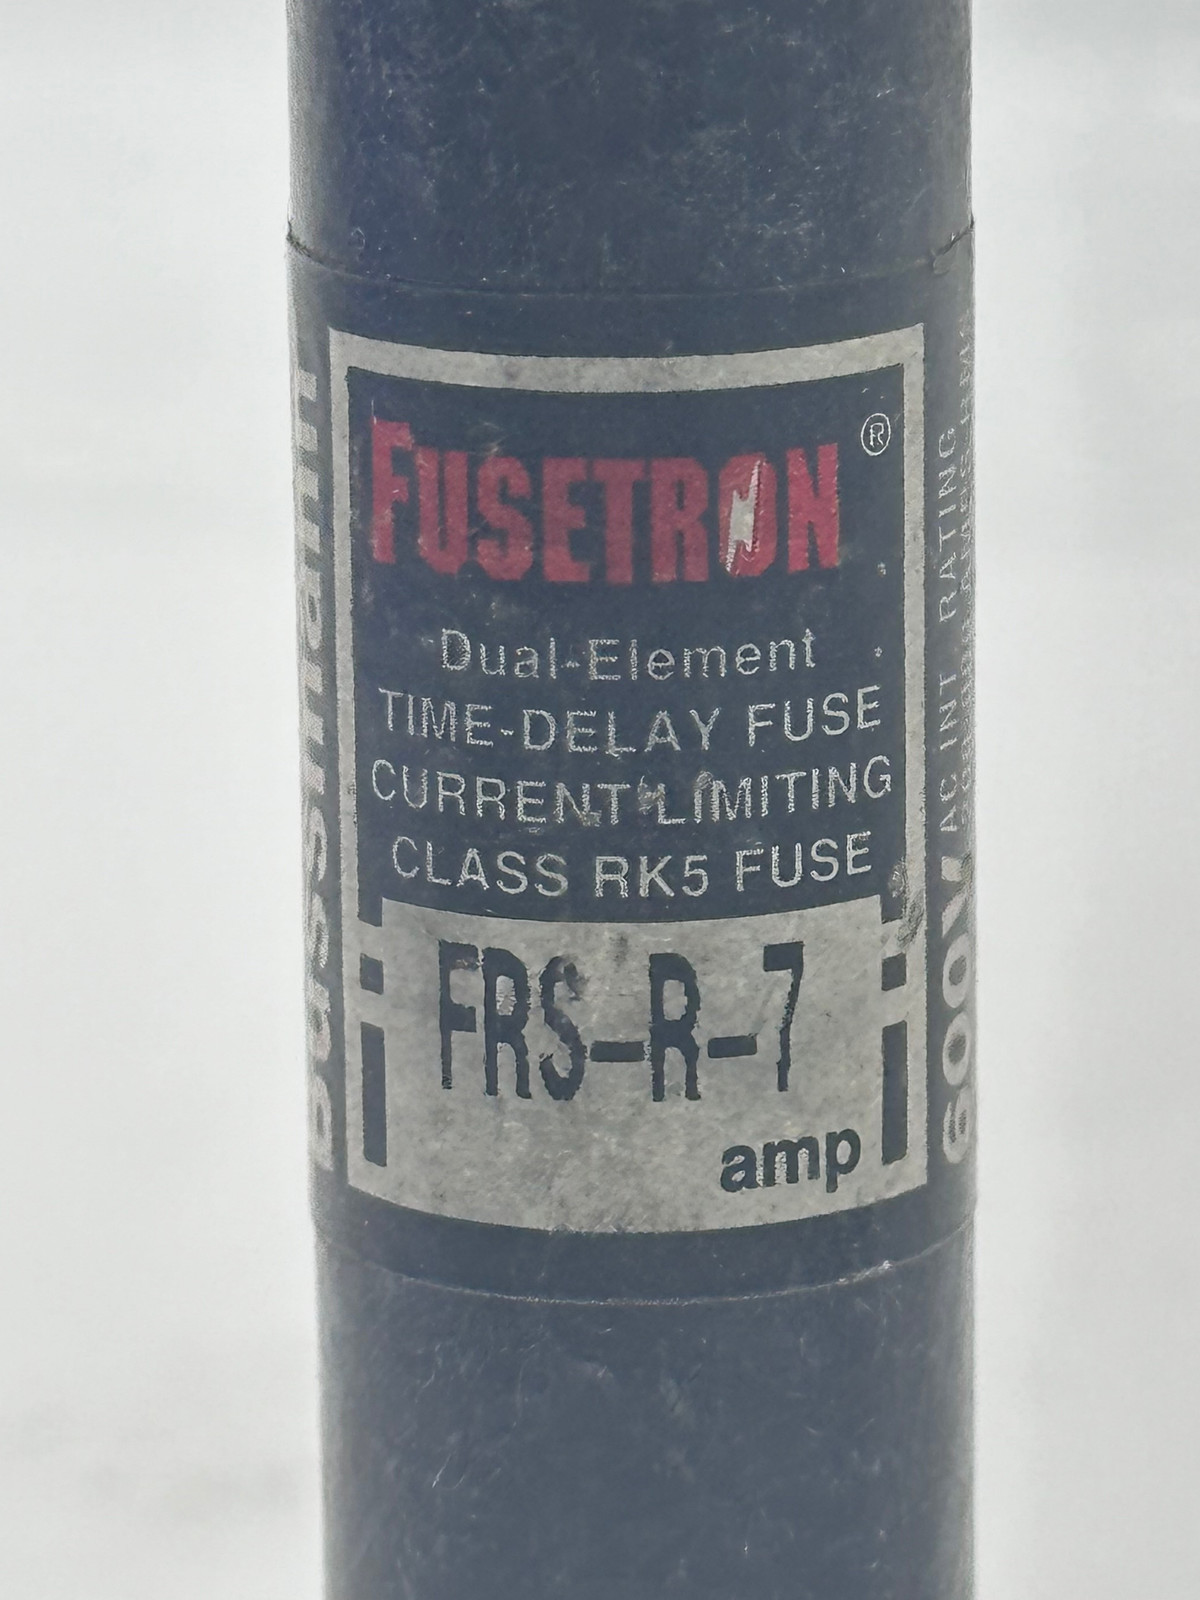 Bussmann
FUSETRON®
Dual-Element
TIME-DELAY FUSE
CURRENT LIMITING
CLASS RK5 FUSE
FRS-R-7
amp
600V AC INT RATING